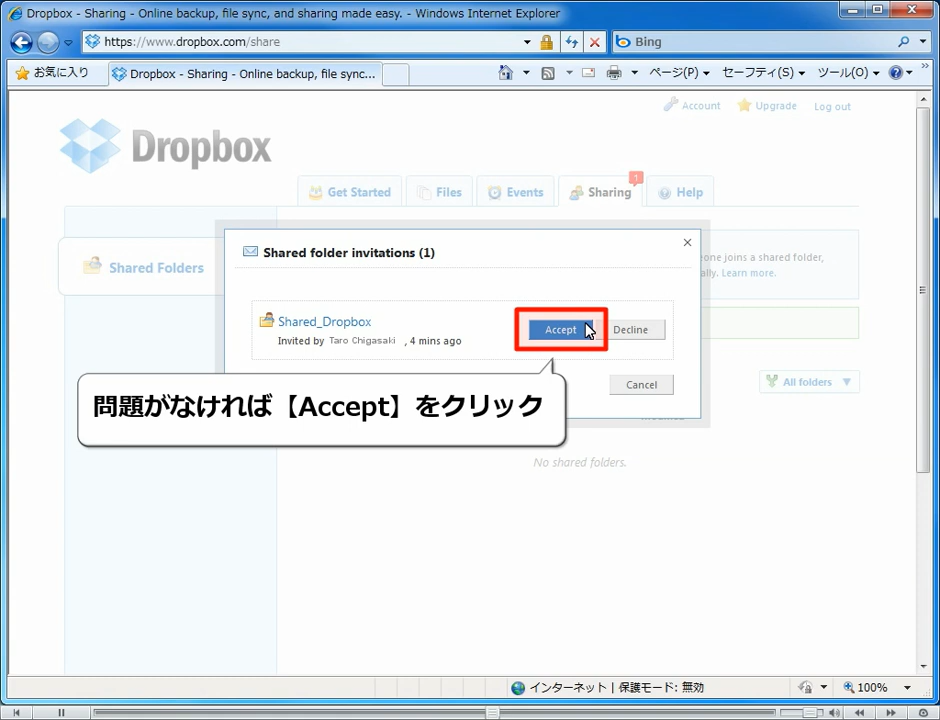 Dropbox - Sharing - Online backup, file sync, and sharing made easy. - Windows Internet Explorer
https://www.dropbox.com/share
Bing
お気に入り
Dropbox - Sharing - Online backup, file sync...
ページ(P)
セーフティ(S)
ツール(O)
Account
Upgrade
Log out
Dropbox
Get Started
Files
Events
Sharing
1
Help
Shared Folders
one joins a shared folder,
ally. Learn more.
Shared folder invitations (1)
Shared_Dropbox
Invited by Taro Chigasaki , 4 mins ago
Accept
Decline
Cancel
All folders
問題がなければ【Accept】をクリック
No shared folders.
インターネット | 保護モード: 無効
100%